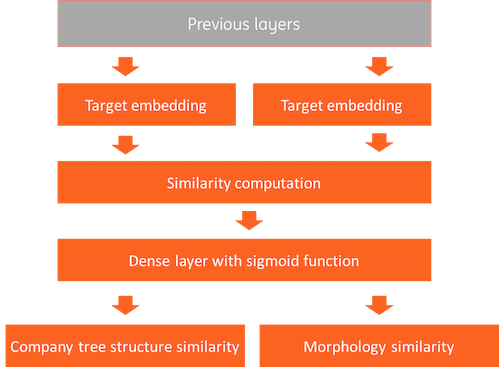 Previous layers
Target embedding
Target embedding
Similarity computation
Dense layer with sigmoid function
Company tree structure similarity
Morphology similarity